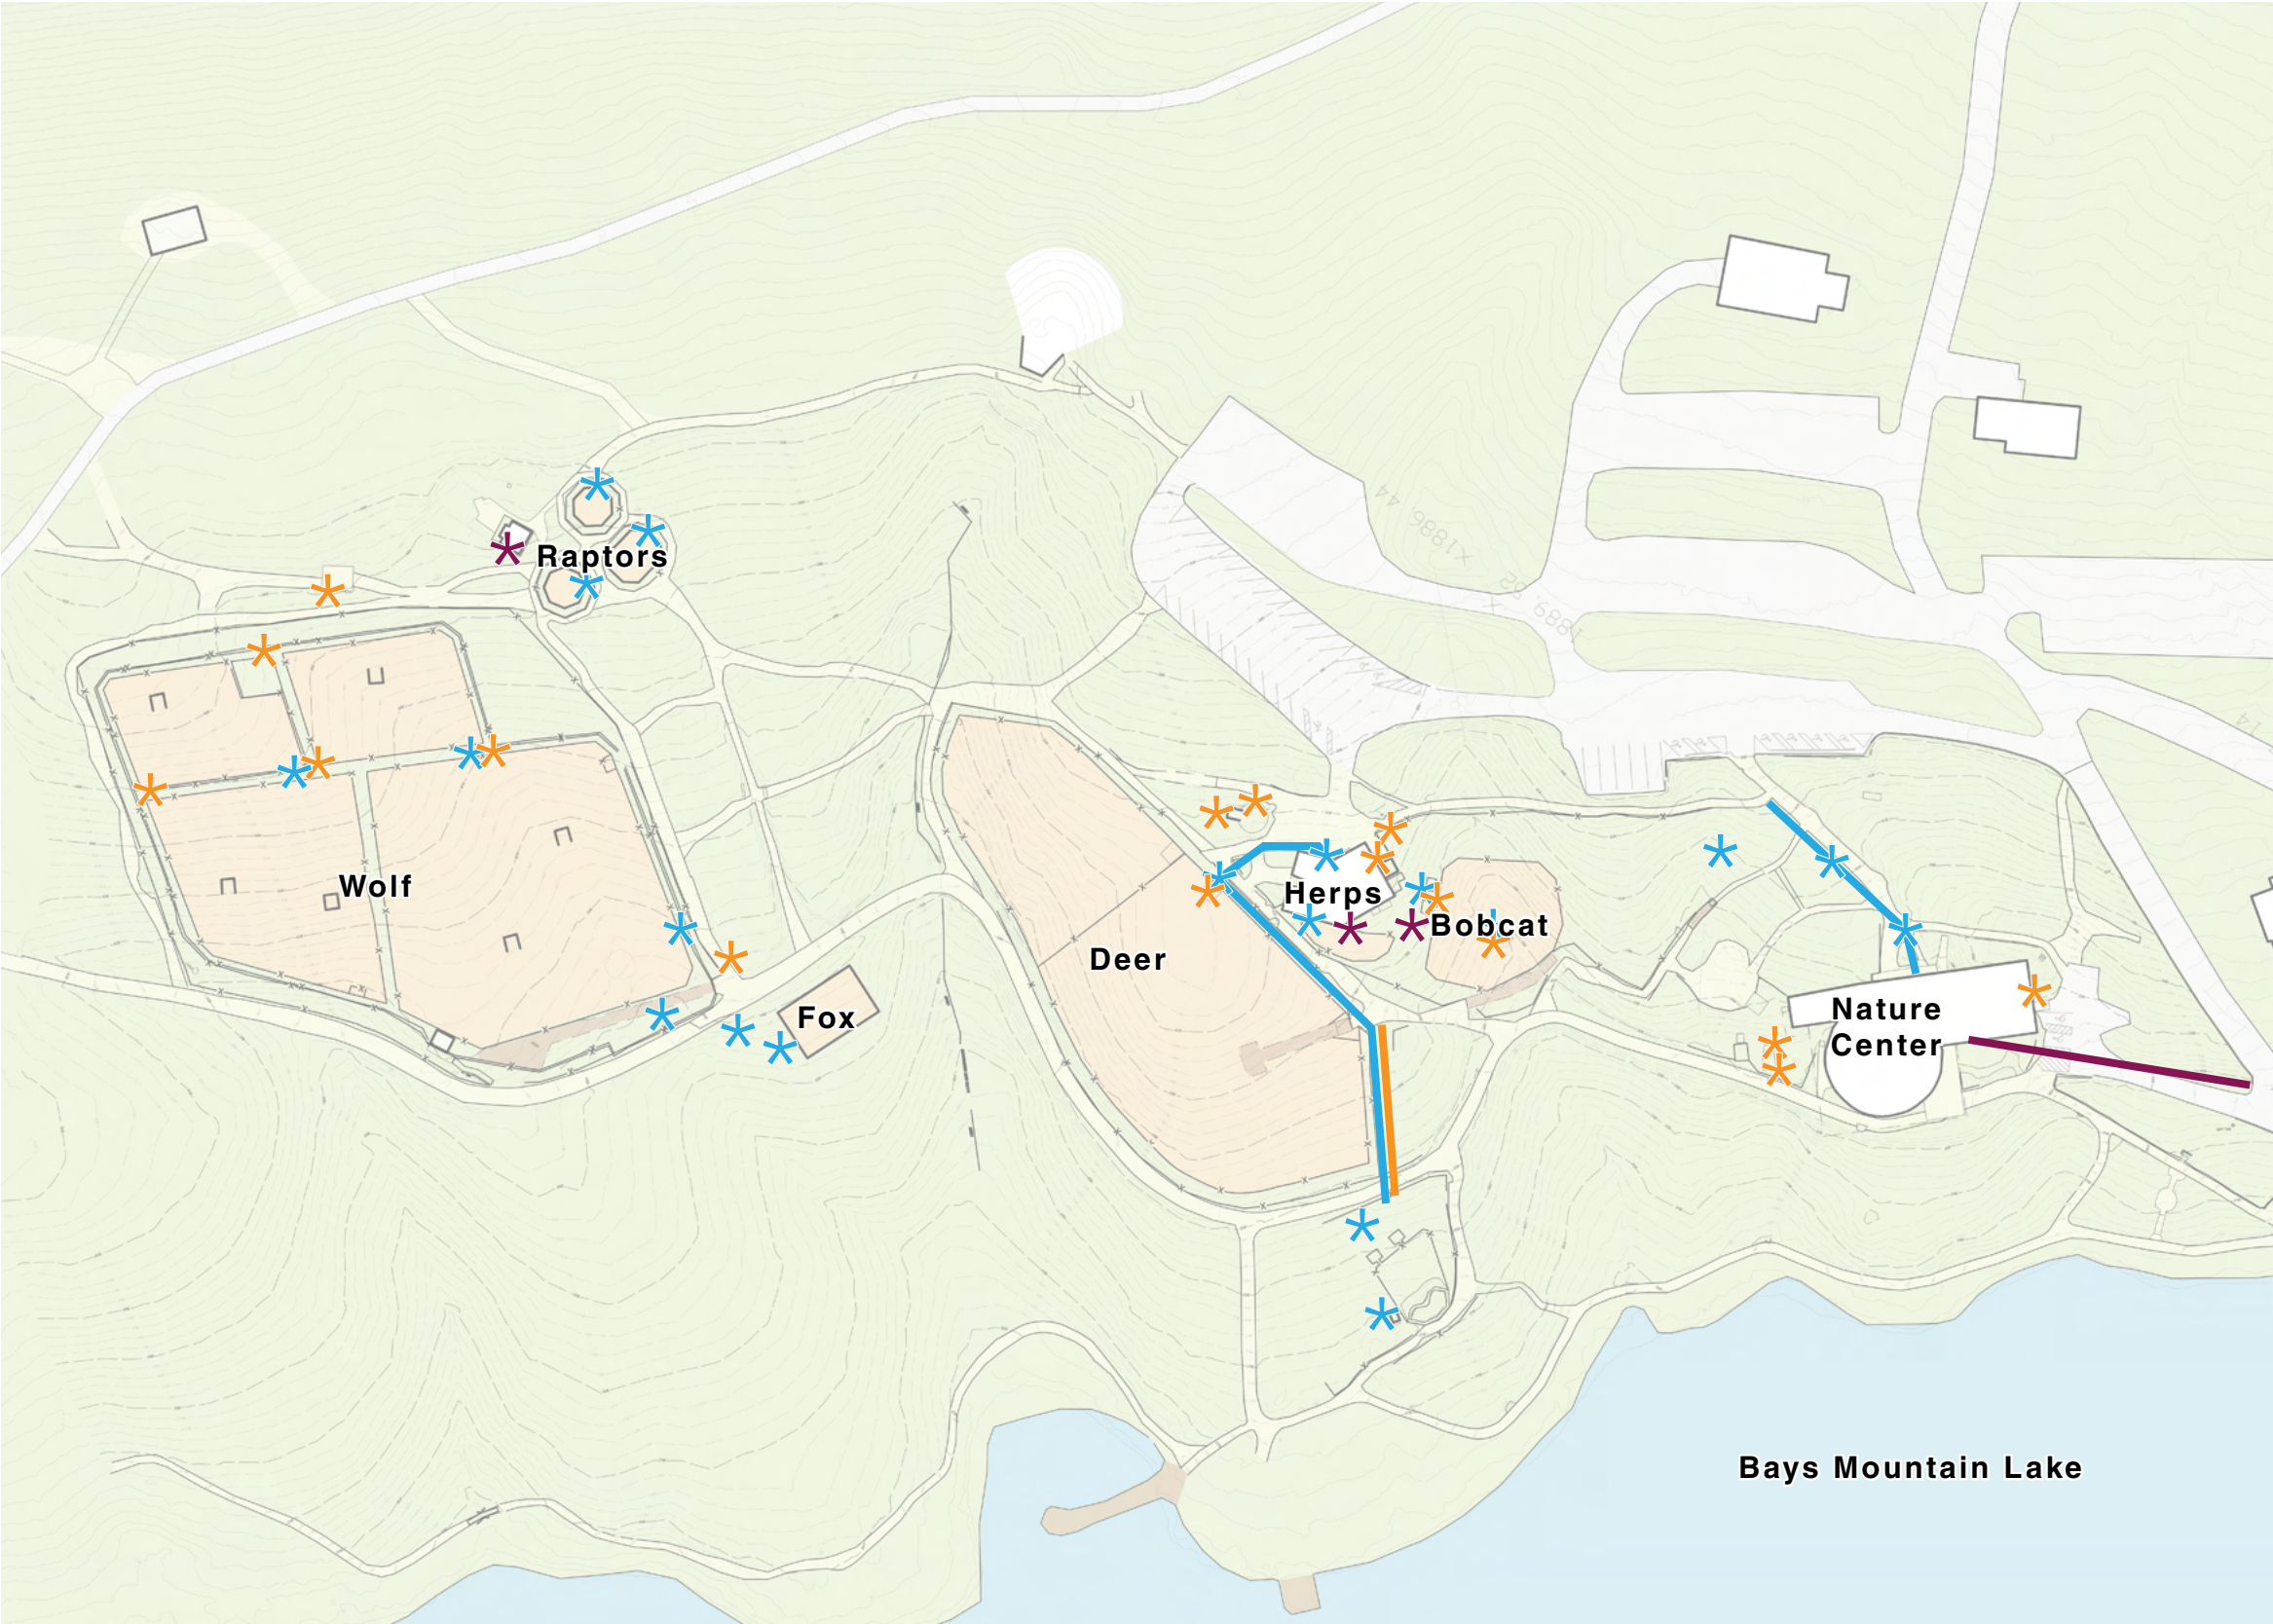 Raptors
Wolf
Fox
Deer
Herps
Bobcat
Nature
Center
Bays Mountain Lake